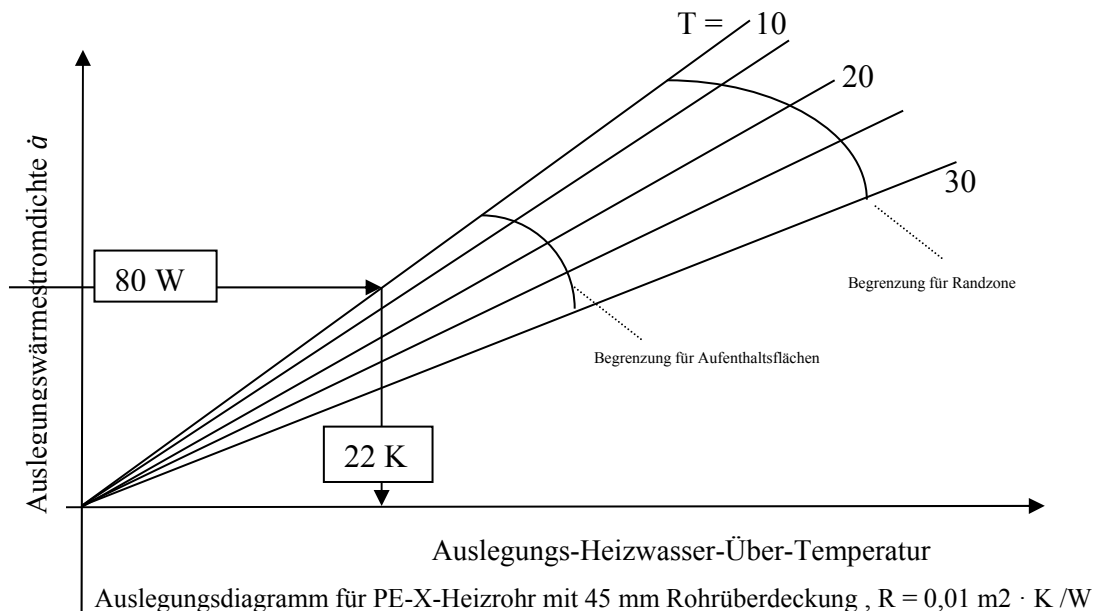 T = 10
20
30
Auslegungswärmestromdichte q̇
80 W
Begrenzung für Randzone
Begrenzung für Aufenthaltsflächen
22 K
Auslegungs-Heizwasser-Über-Temperatur
Auslegungsdiagramm für PE-X-Heizrohr mit 45 mm Rohrüberdeckung , R = 0,01 m2 · K /W